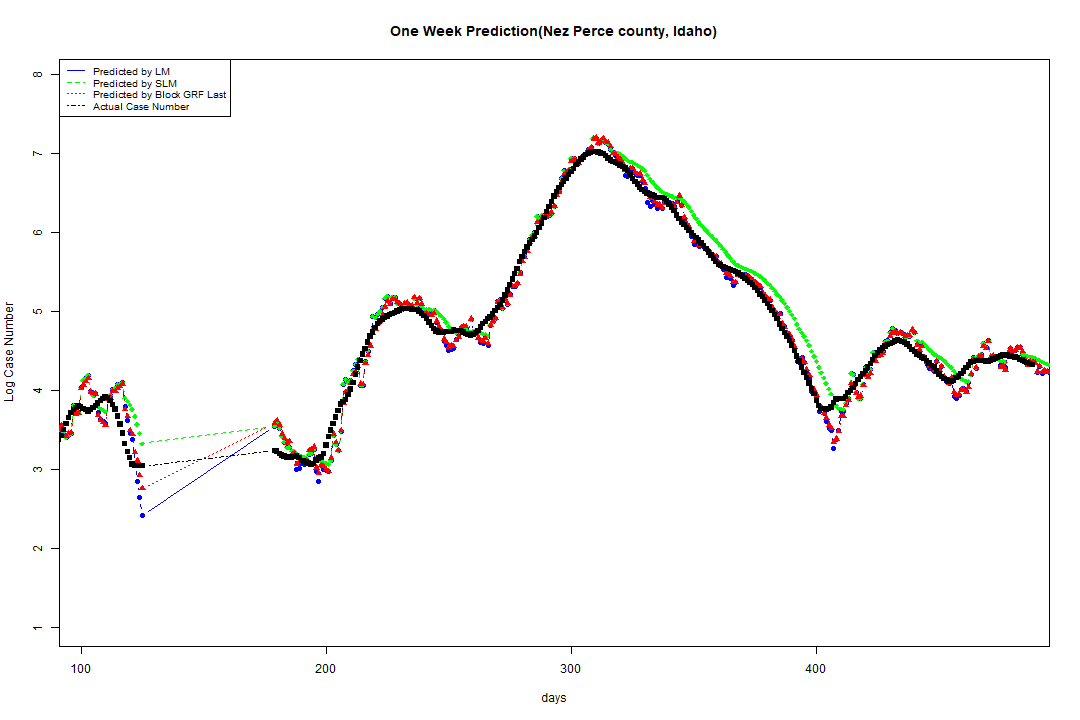 One Week Prediction(Nez Perce county, Idaho)
Predicted by LM
Predicted by SLM
Predicted by Block GRF Last
Actual Case Number
8
7
6
5
4
3
2
1
Log Case Number
100 200 300 400
days